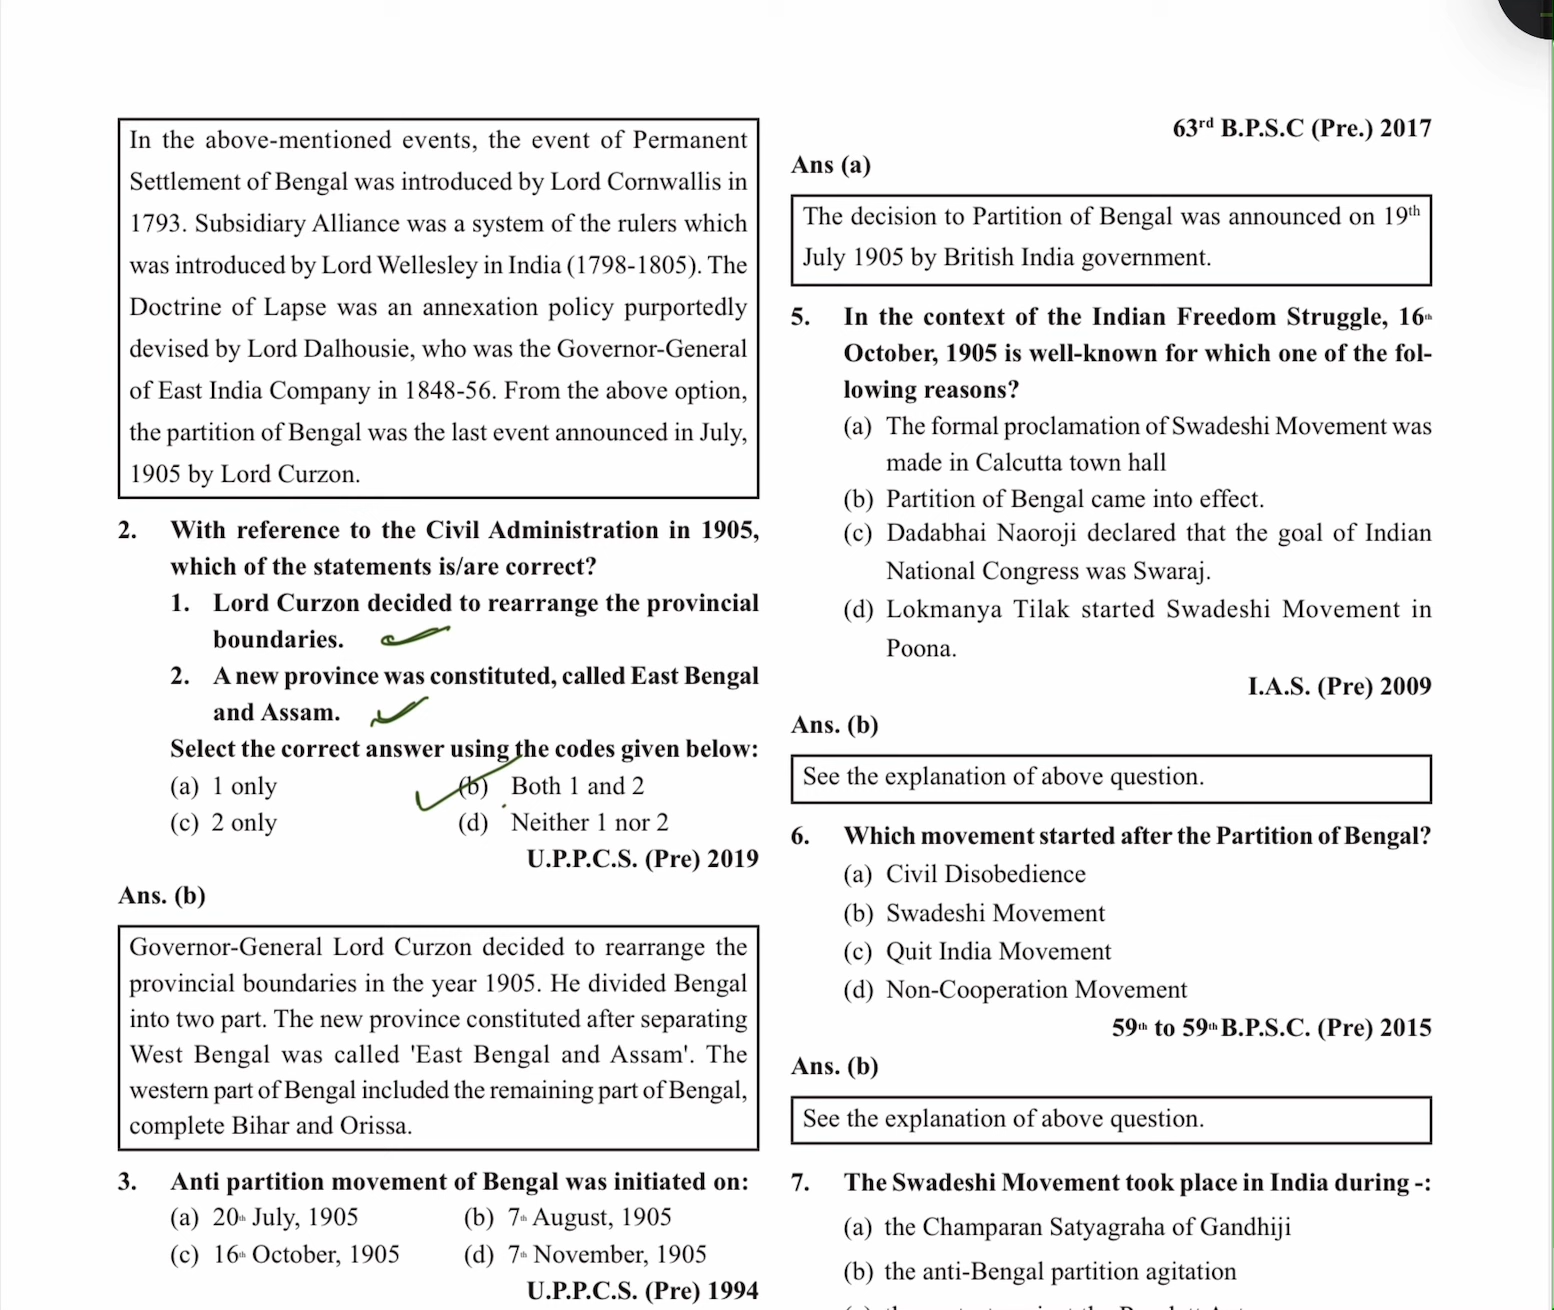 In the above-mentioned events, the event of Permanent
Settlement of Bengal was introduced by Lord Cornwallis in
1793. Subsidiary Alliance was a system of the rulers which
was introduced by Lord Wellesley in India (1798-1805). The
Doctrine of Lapse was an annexation policy purportedly
devised by Lord Dalhousie, who was the Governor-General
of East India Company in 1848-56. From the above option,
the partition of Bengal was the last event announced in July,
1905 by Lord Curzon.
2. With reference to the Civil Administration in 1905,
which of the statements is/are correct?
1. Lord Curzon decided to rearrange the provincial
boundaries.
2. A new province was constituted, called East Bengal
and Assam.
Select the correct answer using the codes given below:
(a) 1 only (b) Both 1 and 2
(c) 2 only (d) Neither 1 nor 2
U.P.P.C.S. (Pre) 2019
Ans. (b)
Governor-General Lord Curzon decided to rearrange the
provincial boundaries in the year 1905. He divided Bengal
into two part. The new province constituted after separating
West Bengal was called 'East Bengal and Assam'. The
western part of Bengal included the remaining part of Bengal,
complete Bihar and Orissa.
3. Anti partition movement of Bengal was initiated on:
(a) 20th July, 1905 (b) 7th August, 1905
(c) 16th October, 1905 (d) 7th November, 1905
U.P.P.C.S. (Pre) 1994
63rd B.P.S.C (Pre.) 2017
Ans (a)
The decision to Partition of Bengal was announced on 19th
July 1905 by British India government.
5. In the context of the Indian Freedom Struggle, 16th
October, 1905 is well-known for which one of the fol-
lowing reasons?
(a) The formal proclamation of Swadeshi Movement was
made in Calcutta town hall
(b) Partition of Bengal came into effect.
(c) Dadabhai Naoroji declared that the goal of Indian
National Congress was Swaraj.
(d) Lokmanya Tilak started Swadeshi Movement in
Poona.
I.A.S. (Pre) 2009
Ans. (b)
See the explanation of above question.
6. Which movement started after the Partition of Bengal?
(a) Civil Disobedience
(b) Swadeshi Movement
(c) Quit India Movement
(d) Non-Cooperation Movement
59th to 59th B.P.S.C. (Pre) 2015
Ans. (b)
See the explanation of above question.
7. The Swadeshi Movement took place in India during -:
(a) the Champaran Satyagraha of Gandhiji
(b) the anti-Bengal partition agitation